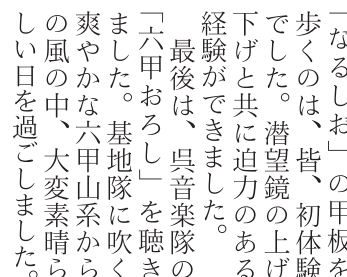 「なるしお」の甲板を
歩くのは、皆、初体験
でした。潜望鏡の上げ
下げと共に迫力のある
経験ができました。
最後は、呉音楽隊の
「六甲おろし」を聴き
ました。基地隊に吹く
爽やかな六甲山系から
の風の中、大変素晴ら
しい日を過ごしました。